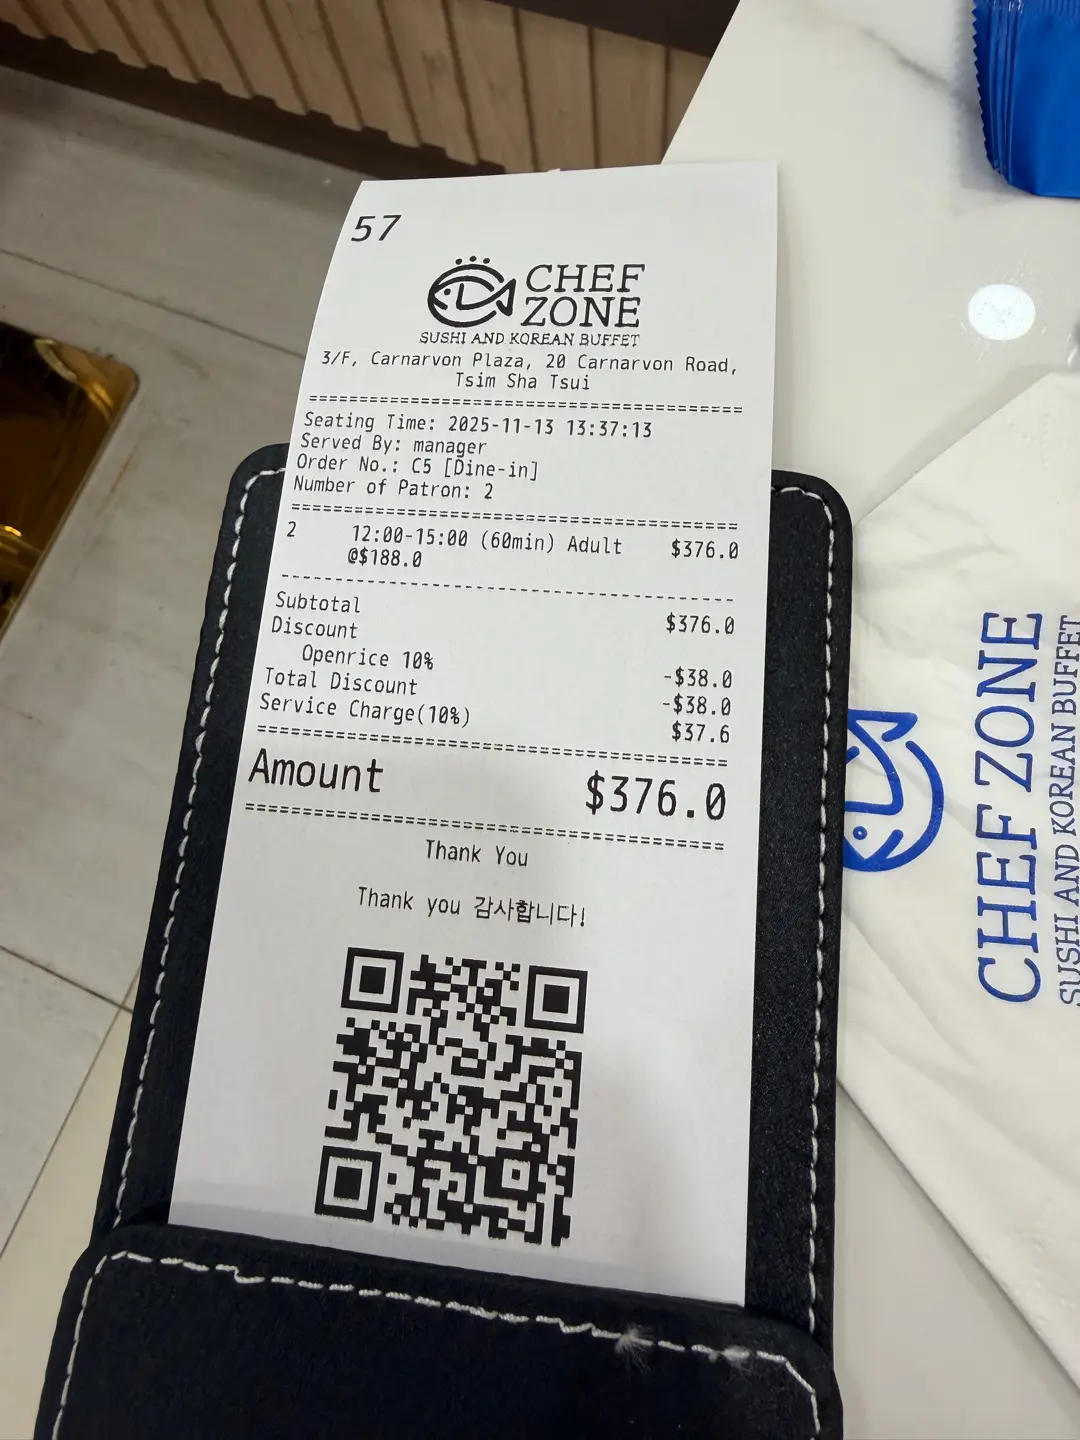 57
CHEF
ZONE
SUSHI AND KOREAN BUFFET
3/F, Carnarvon Plaza, 20 Carnarvon Road,
Tsim Sha Tsui
==========================================
Seating Time: 2025-11-13 13:37:13
Served By: manager
Order No.: C5 [Dine-in]
Number of Patron: 2
==========================================
2 12:00-15:00 (60min) Adult $376.0
@$188.0
------------------------------------------
Subtotal $376.0
Discount
Openrice 10% -$38.0
Total Discount -$38.0
Service Charge(10%) $37.6
==========================================
Amount $376.0
==========================================
Thank You
Thank you 감사합니다!
CHEF ZONE
SUSHI AND KOREAN BUFFET